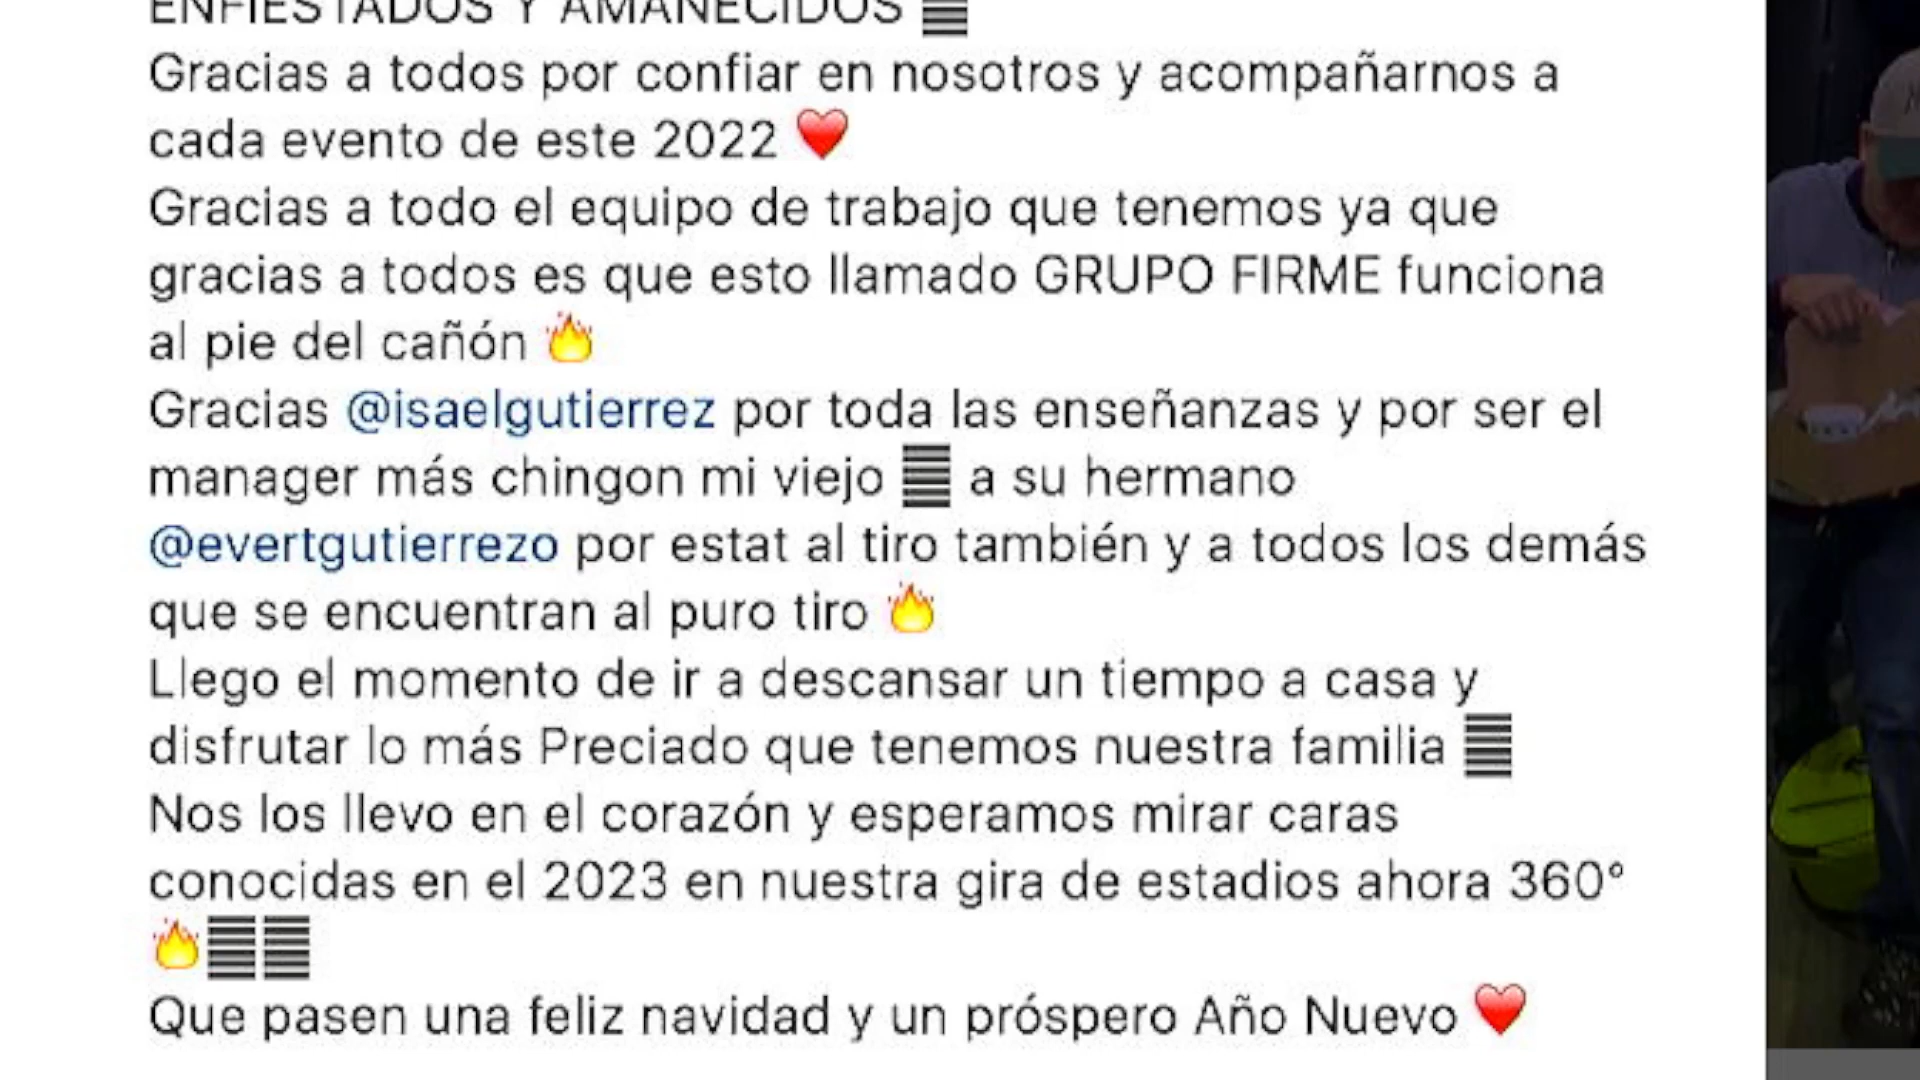 ENFIESTADOS Y AMANECIDOS
Gracias a todos por confiar en nosotros y acompañarnos a
cada evento de este 2022 ❤️
Gracias a todo el equipo de trabajo que tenemos ya que
gracias a todos es que esto llamado GRUPO FIRME funciona
al pie del cañón 🔥
Gracias @isaelgutierrez por toda las enseñanzas y por ser el
manager más chingon mi viejo a su hermano
@evertgutierrezo por estat al tiro también y a todos los demás
que se encuentran al puro tiro 🔥
Llego el momento de ir a descansar un tiempo a casa y
disfrutar lo más Preciado que tenemos nuestra familia
Nos los llevo en el corazón y esperamos mirar caras
conocidas en el 2023 en nuestra gira de estadios ahora 360°
🔥
Que pasen una feliz navidad y un próspero Año Nuevo ❤️